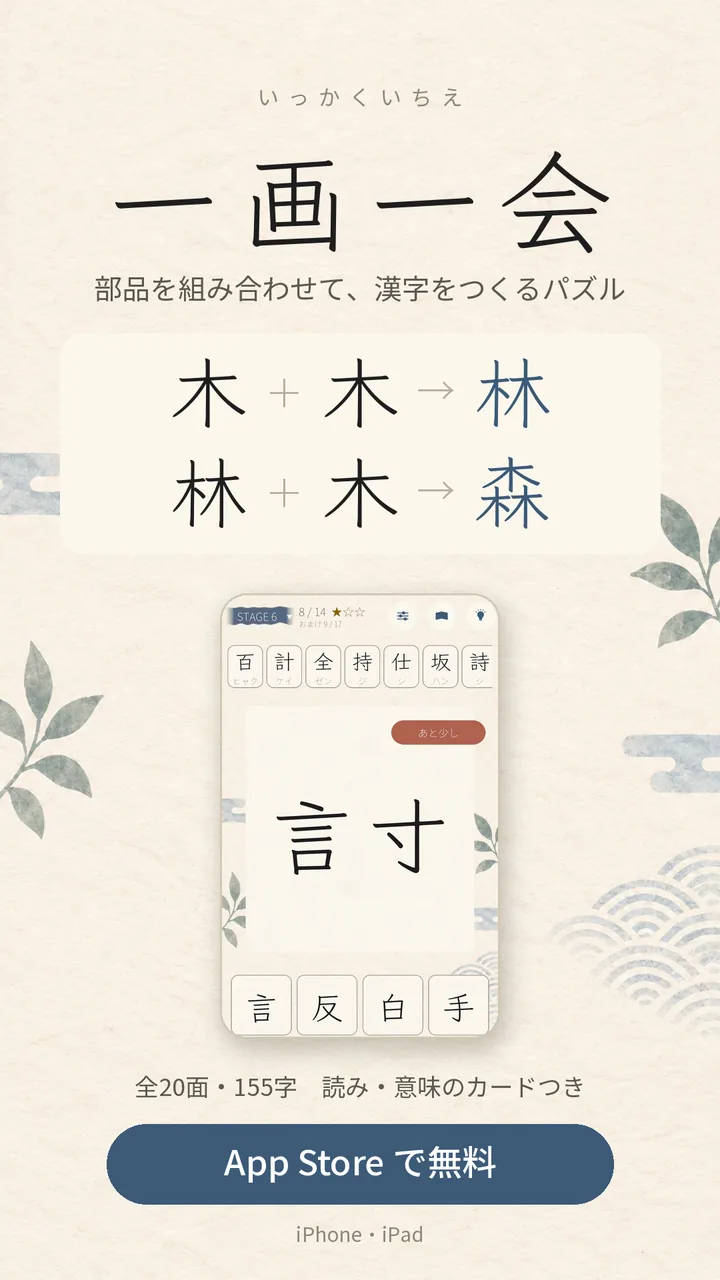 いっかくいちえ
一画一会
部品を組み合わせて、漢字をつくるパズル
木 + 木 → 林
林 + 木 → 森
STAGE 6 8 / 14 ★☆☆
おまけ 9 / 17
百 計 全 持 仕 坂 詩
ヒャク ケイ ゼン ジ シ ハン シ
あと少し
言 寸
言 反 白 手
全20面・155字 読み・意味のカードつき
App Store で無料
iPhone・iPad